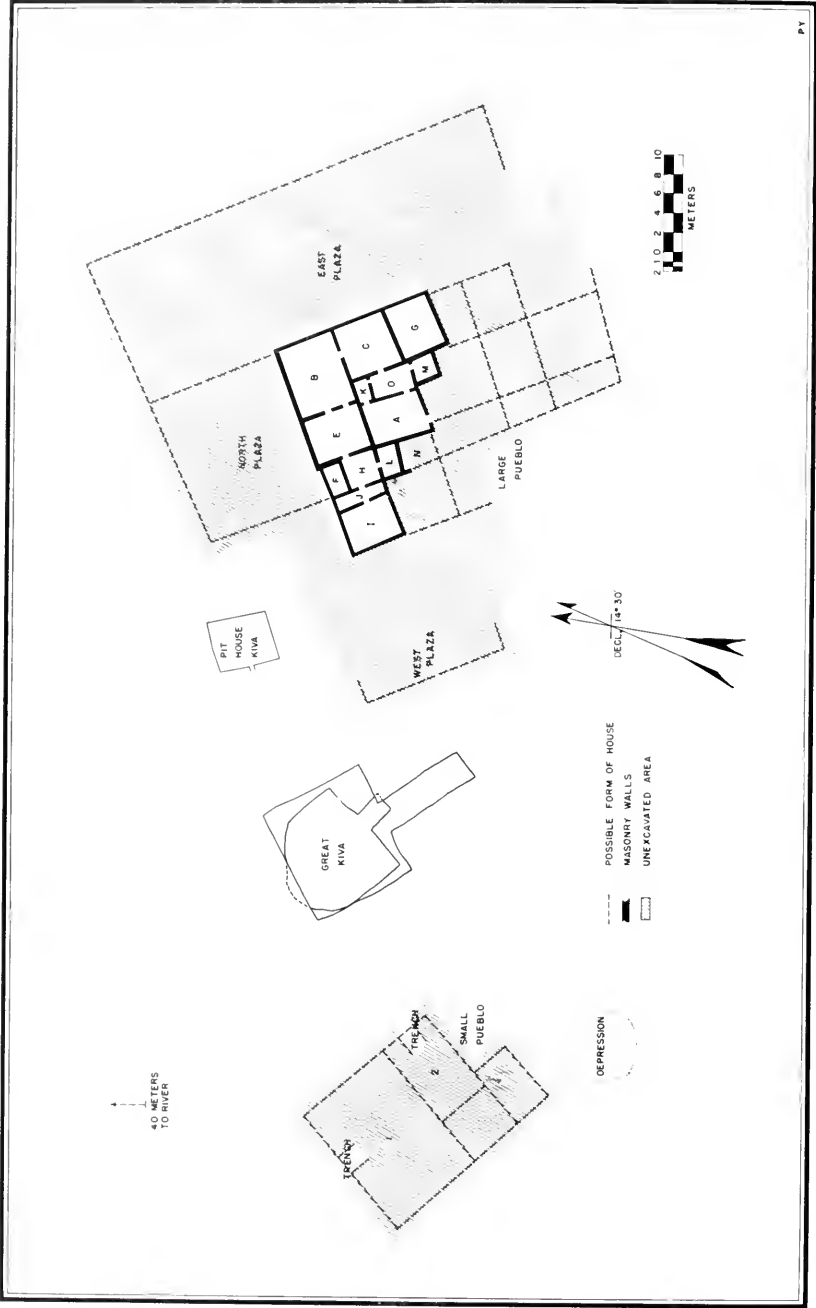 PY
EAST
PLAZA
NORTH
PLAZA
B
C
G
K
O
M
E
A
F
H
L
N
J
I
LARGE
PUEBLO
2 1 0 2 4 6 8 10
METERS
PIT
HOUSE
KIVA
WEST
PLAZA
DECL. 14° 30'
GREAT
KIVA
POSSIBLE FORM OF HOUSE
MASONRY WALLS
UNEXCAVATED AREA
40 METERS
TO RIVER
TRENCH
TRENCH
2
SMALL
PUEBLO
DEPRESSION